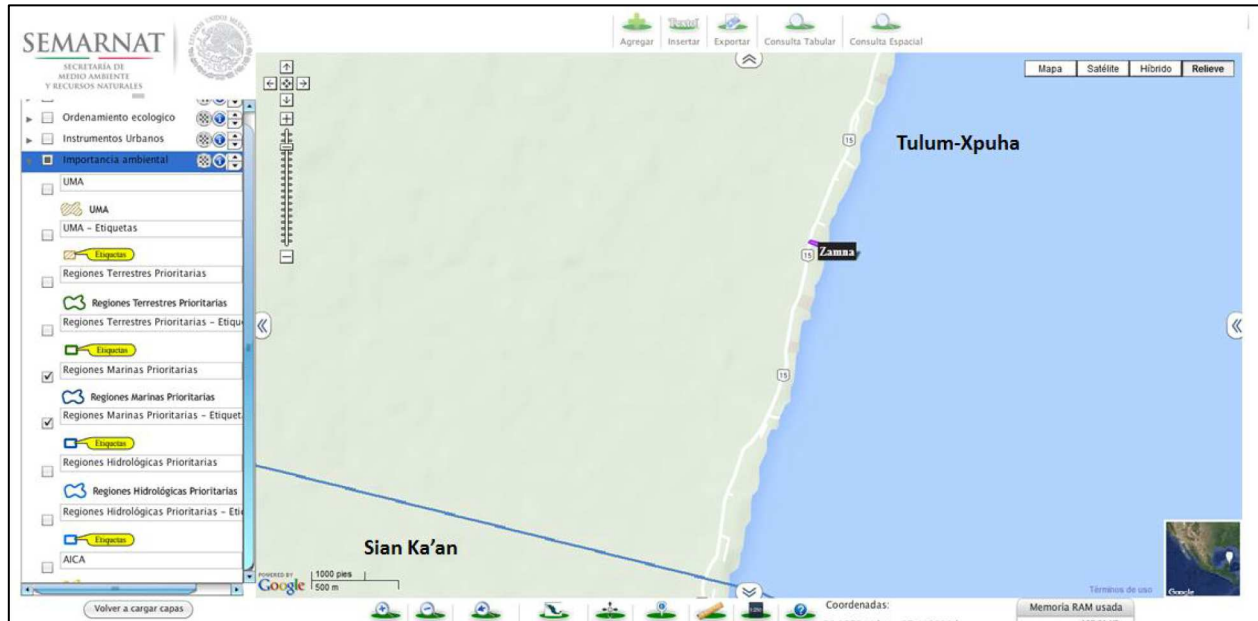 SEMARNAT
SECRETARÍA DE
MEDIO AMBIENTE
Y RECURSOS NATURALES
Agregar Insertar Exportar Consulta Tabular Consulta Espacial
Mapa Satélite Híbrido Relieve
Ordenamiento ecologico
Instrumentos Urbanos
Importancia ambiental
UMA
UMA
UMA - Etiquetas
Etiquetas
Regiones Terrestres Prioritarias
Regiones Terrestres Prioritarias
Regiones Terrestres Prioritarias - Etique
Etiquetas
Regiones Marinas Prioritarias
Regiones Marinas Prioritarias
Regiones Marinas Prioritarias - Etiquet
Etiquetas
Regiones Hidrológicas Prioritarias
Regiones Hidrológicas Prioritarias
Regiones Hidrológicas Prioritarias - Etiq
Etiquetas
AICA
Volver a cargar capas
15
Tulum-Xpuha
15
Zamna
15
Sian Ka'an
POWERED BY
Google
1000 pies
500 m
Términos de uso
Google
Coordenadas:
Memoria RAM usada